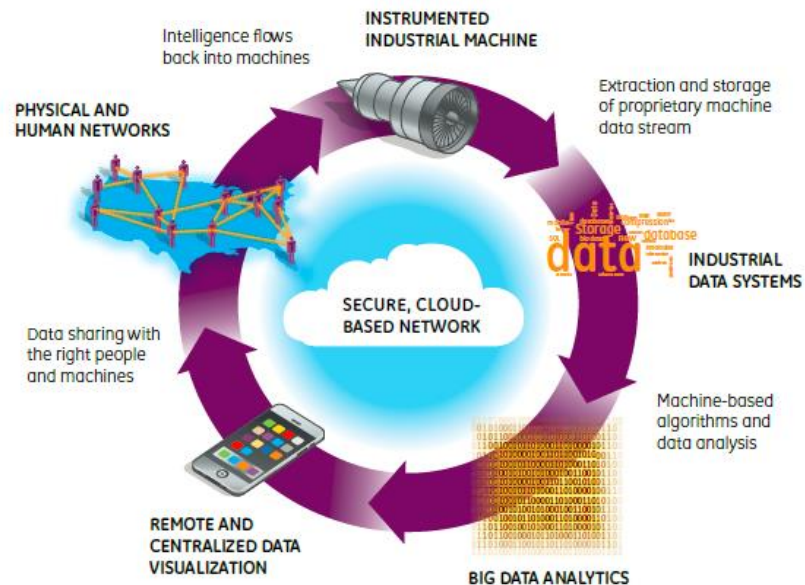 INSTRUMENTED
INDUSTRIAL MACHINE
Intelligence flows
back into machines
Extraction and storage
of proprietary machine
data stream
PHYSICAL AND
HUMAN NETWORKS
storage
database
data
INDUSTRIAL
DATA SYSTEMS
SECURE, CLOUD-
BASED NETWORK
Data sharing with
the right people
and machines
Machine-based
algorithms and
data analysis
REMOTE AND
CENTRALIZED DATA
VISUALIZATION
BIG DATA ANALYTICS